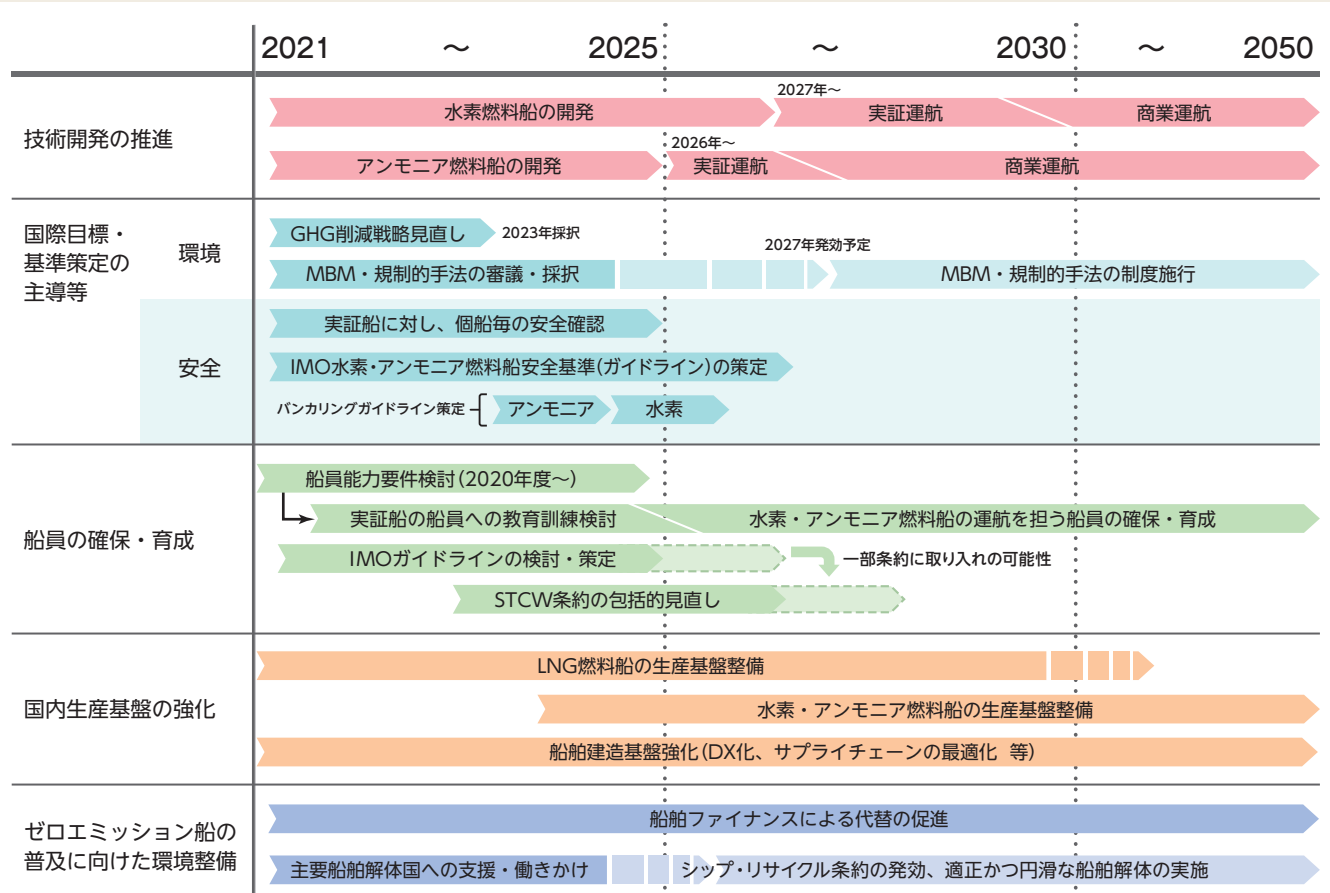 2021 ～ 2025 ～ 2030 ～ 2050
技術開発の推進
2027年～
水素燃料船の開発 実証運航 商業運航
2026年～
アンモニア燃料船の開発 実証運航 商業運航
国際目標・
基準策定の
主導等
環境
GHG削減戦略見直し 2023年採択
2027年発効予定
MBM・規制的手法の審議・採択 MBM・規制的手法の制度施行
安全
実証船に対し、個船毎の安全確認
IMO水素・アンモニア燃料船安全基準(ガイドライン)の策定
バンカリングガイドライン策定 アンモニア 水素
船員の確保・育成
船員能力要件検討(2020年度～)
実証船の船員への教育訓練検討 水素・アンモニア燃料船の運航を担う船員の確保・育成
IMOガイドラインの検討・策定 一部条約に取り入れの可能性
STCW条約の包括的見直し
国内生産基盤の強化
LNG燃料船の生産基盤整備
水素・アンモニア燃料船の生産基盤整備
船舶建造基盤強化(DX化、サプライチェーンの最適化 等)
ゼロエミッション船の
普及に向けた環境整備
船舶ファイナンスによる代替の促進
主要船舶解体国への支援・働きかけ シップ・リサイクル条約の発効、適正かつ円滑な船舶解体の実施